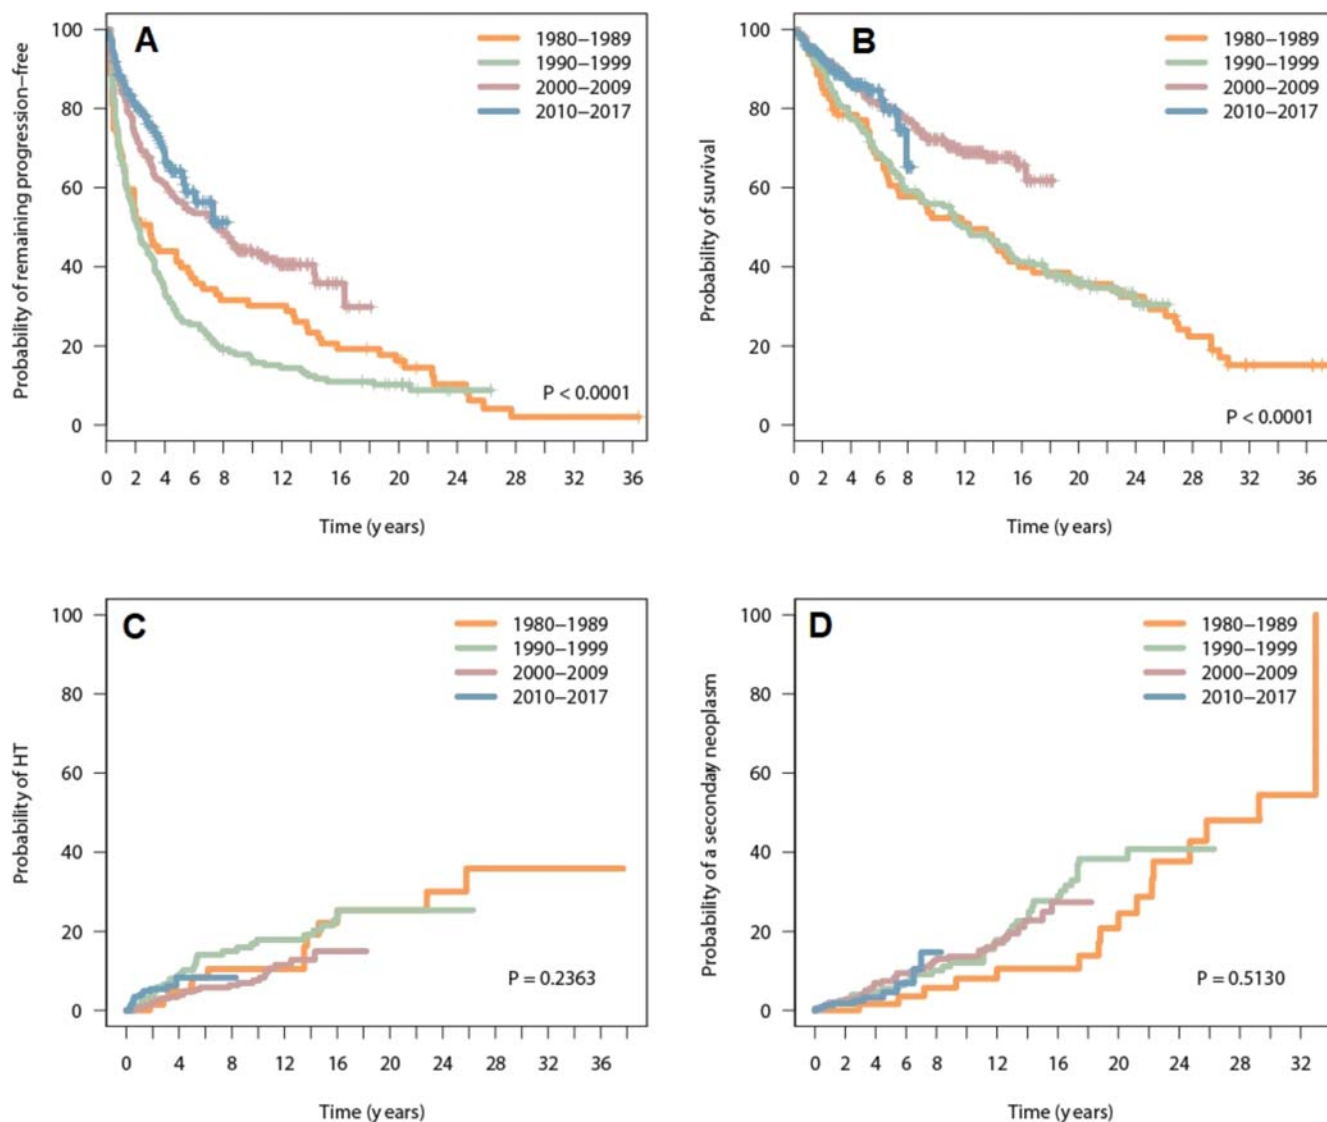 A
1980–1989
1990–1999
2000–2009
2010–2017
100
80
60
40
20
0
Probability of remaining progression–free
P < 0.0001
0 2 4 6 8 12 16 20 24 28 32 36
Time (years)
B
1980–1989
1990–1999
2000–2009
2010–2017
100
80
60
40
20
0
Probability of survival
P < 0.0001
0 2 4 6 8 12 16 20 24 28 32 36
Time (years)
C
1980–1989
1990–1999
2000–2009
2010–2017
100
80
60
40
20
0
Probability of HT
P = 0.2363
0 4 8 12 16 20 24 28 32 36
Time (years)
D
1980–1989
1990–1999
2000–2009
2010–2017
100
80
60
40
20
0
Probability of a seconday neoplasm
P = 0.5130
0 2 4 6 8 12 16 20 24 28 32
Time (years)